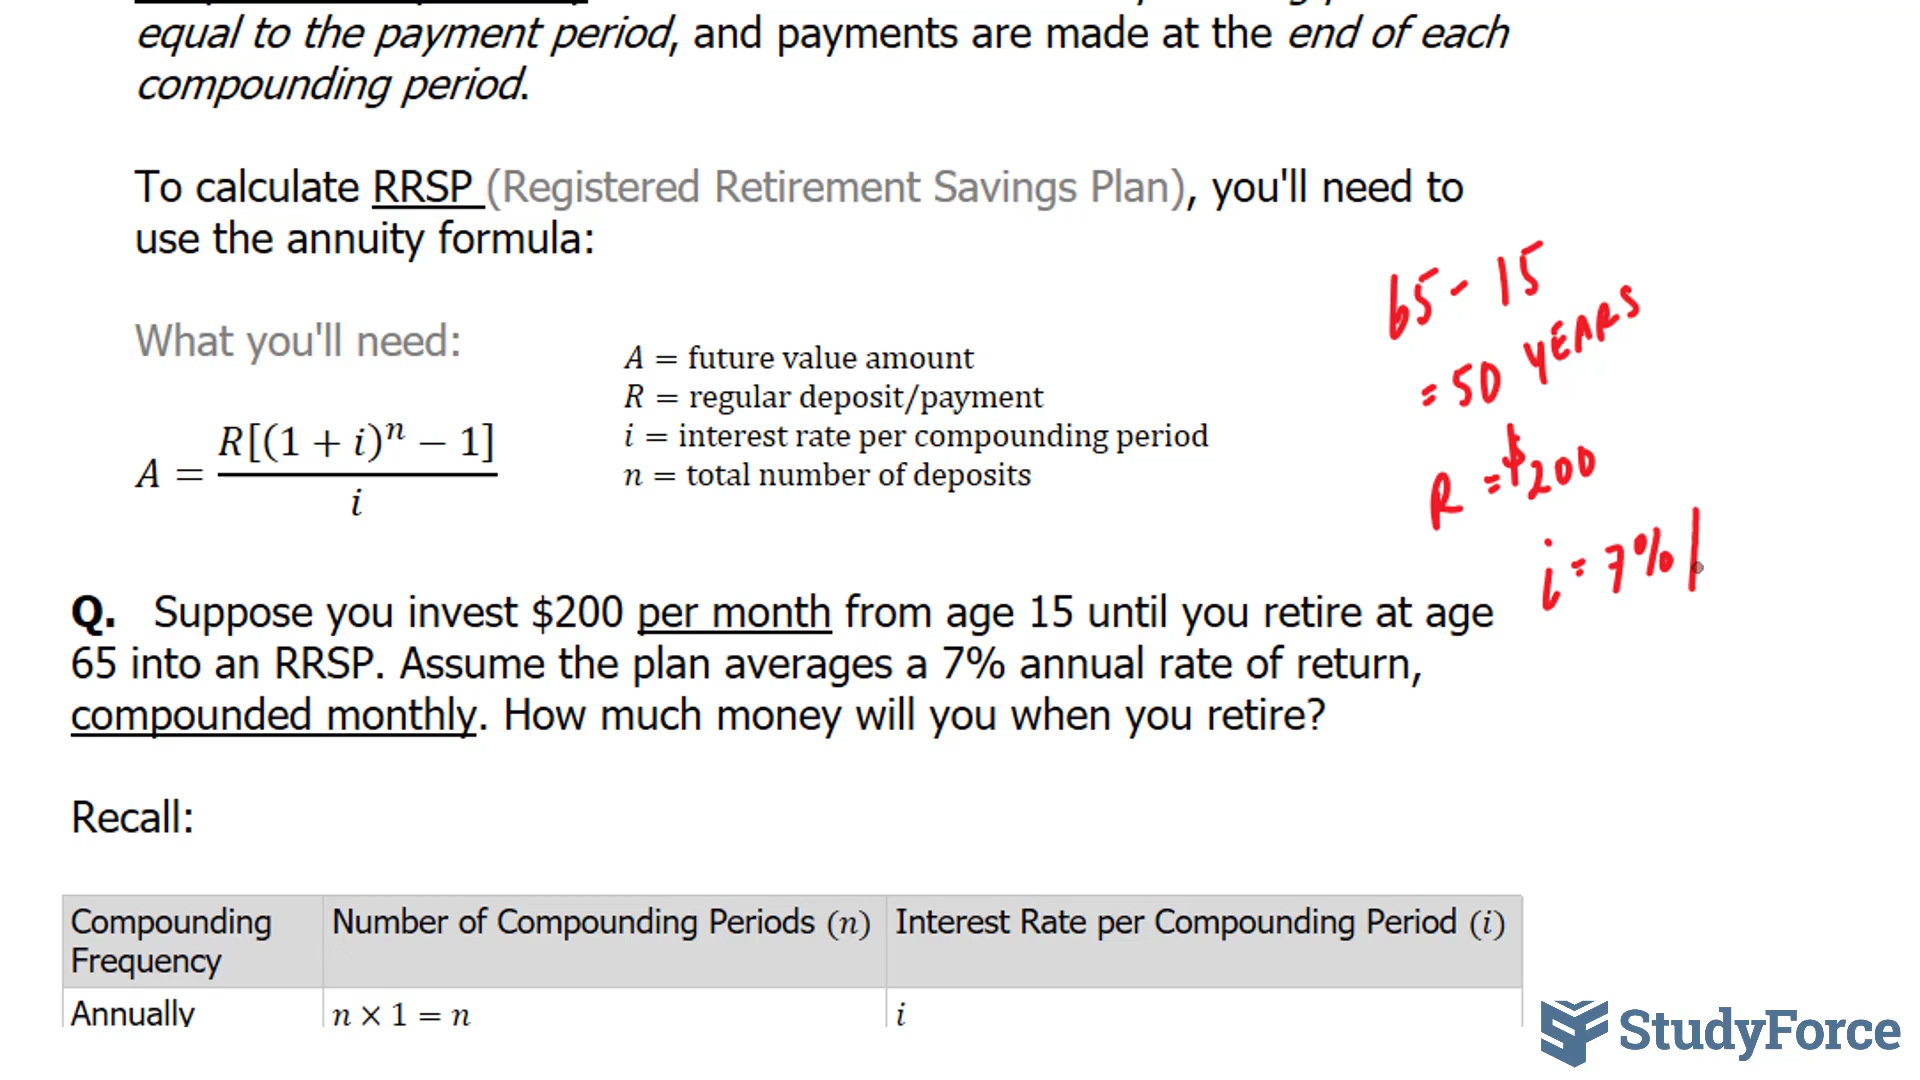 equal to the payment period, and payments are made at the end of each
compounding period.
To calculate RRSP (Registered Retirement Savings Plan), you'll need to
use the annuity formula:
What you'll need:
A = R[(1 + i)^n − 1] / i
A = future value amount
R = regular deposit/payment
i = interest rate per compounding period
n = total number of deposits
65 - 15
= 50 YEARS
R = $200
i = 7% |
Q. Suppose you invest $200 per month from age 15 until you retire at age
65 into an RRSP. Assume the plan averages a 7% annual rate of return,
compounded monthly. How much money will you when you retire?
Recall:
Compounding Frequency
Number of Compounding Periods (n)
Interest Rate per Compounding Period (i)
Annually
n × 1 = n
i
StudyForce